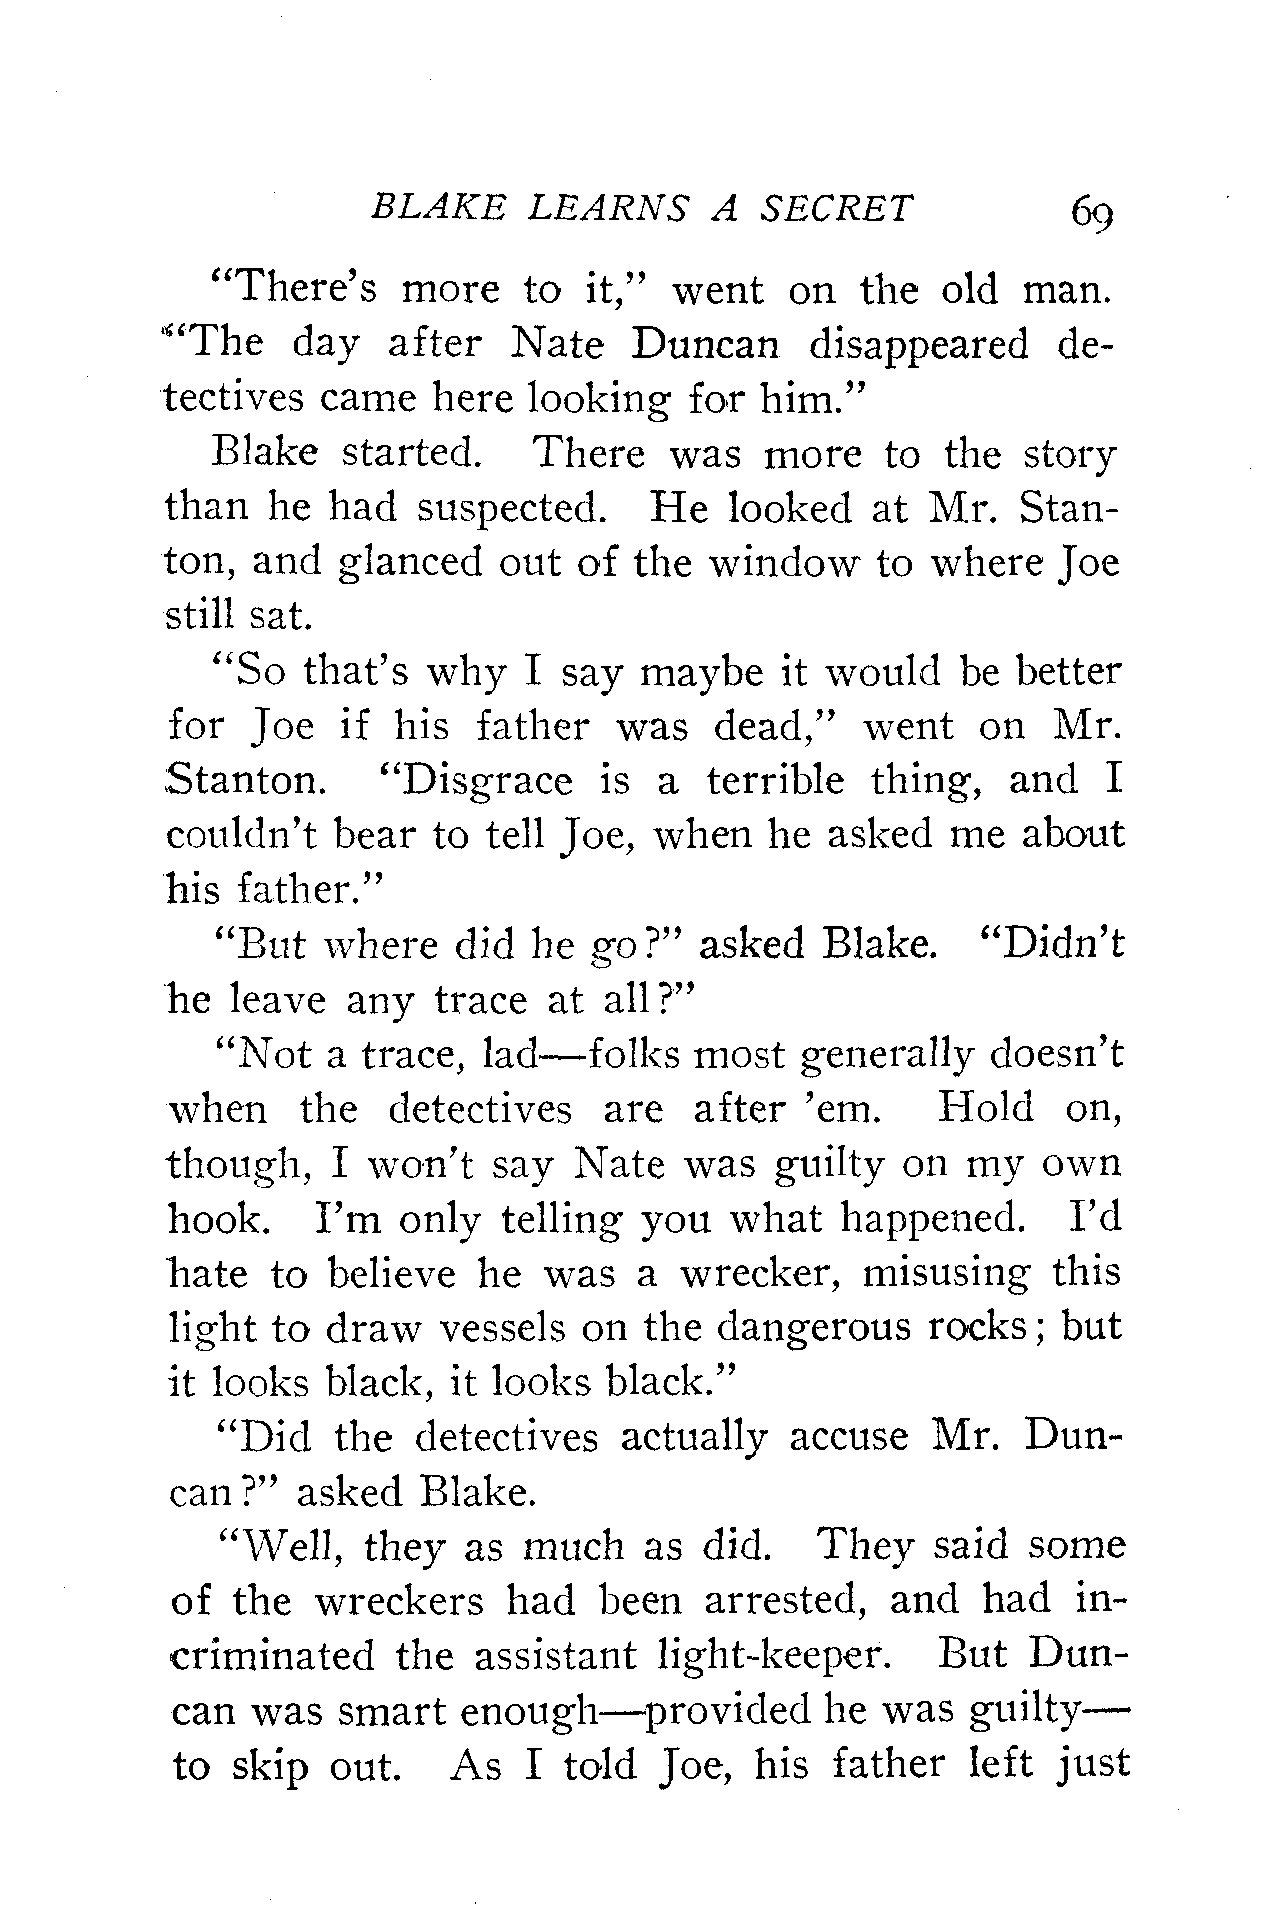 BLAKE LEARNS A SECRET 69
“There’s more to it,” went on the old man.
“The day after Nate Duncan disappeared de-
tectives came here looking for him.”
Blake started. There was more to the story
than he had suspected. He looked at Mr. Stan-
ton, and glanced out of the window to where Joe
still sat.
“So that’s why I say maybe it would be better
for Joe if his father was dead,” went on Mr.
Stanton. “Disgrace is a terrible thing, and I
couldn’t bear to tell Joe, when he asked me about
his father.”
“But where did he go?” asked Blake. “Didn’t
he leave any trace at all?”
“Not a trace, lad—folks most generally doesn’t
when the detectives are after ’em. Hold on,
though, I won’t say Nate was guilty on my own
hook. I’m only telling you what happened. I’d
hate to believe he was a wrecker, misusing this
light to draw vessels on the dangerous rocks; but
it looks black, it looks black.”
“Did the detectives actually accuse Mr. Dun-
can?” asked Blake.
“Well, they as much as did. They said some
of the wreckers had been arrested, and had in-
criminated the assistant light-keeper. But Dun-
can was smart enough—provided he was guilty—
to skip out. As I told Joe, his father left just